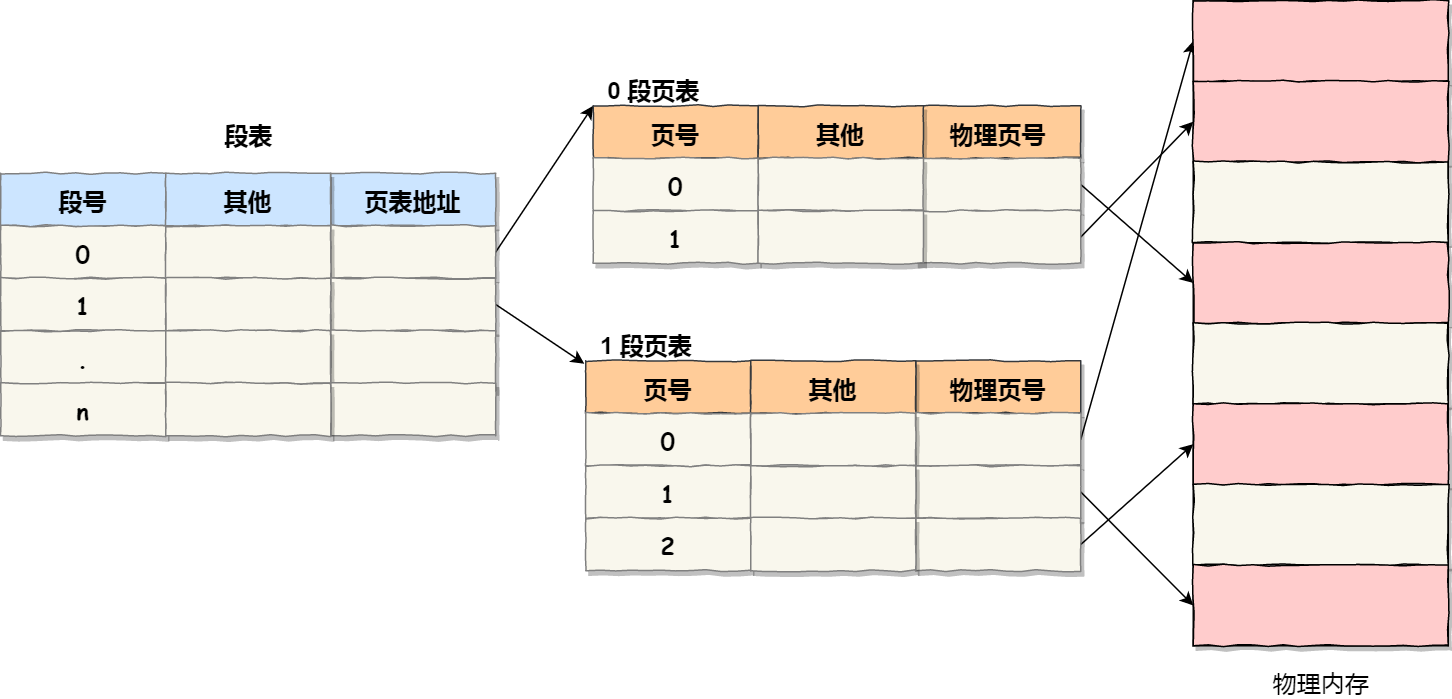 段表
段号 其他 页表地址
0
1
.
n
0 段页表
页号 其他 物理页号
0
1
1 段页表
页号 其他 物理页号
0
1
2
物理内存